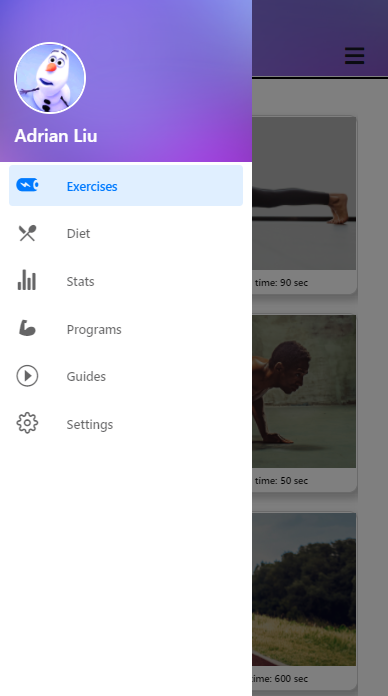 Adrian Liu
Exercises
Diet
Stats
Programs
Guides
Settings
time: 90 sec
time: 50 sec
time: 600 sec